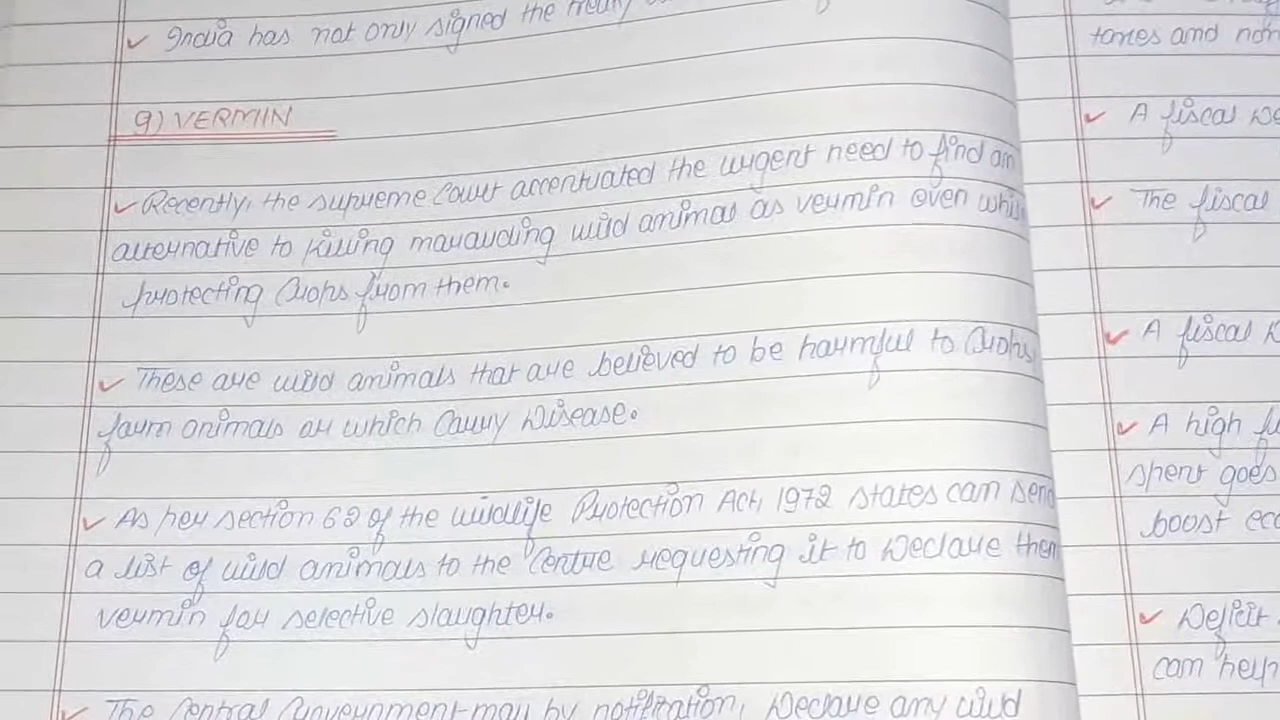 ✓ India has not only signed the treaty
9) VERMIN
✓ Recently, the supreme Court accentuated the urgent need to find an
alternative to killing marauding wild animal as vermin even whil
protecting Crops from them.
✓ These are wild animals that are believed to be harmful to Crops
farm animals or which Carry Disease.
✓ As per section 62 of the wildlife Protection Act, 1972 states can send
a list of wild animals to the Centre requesting it to Declare them
vermin for selective slaughter.
✓ The Central Government may by notification, Declare any wild
taxes and non
✓ A fiscal De
✓ The fiscal
✓ A fiscal
✓ A high
spent goes
boost ec
✓ Deficit
can help